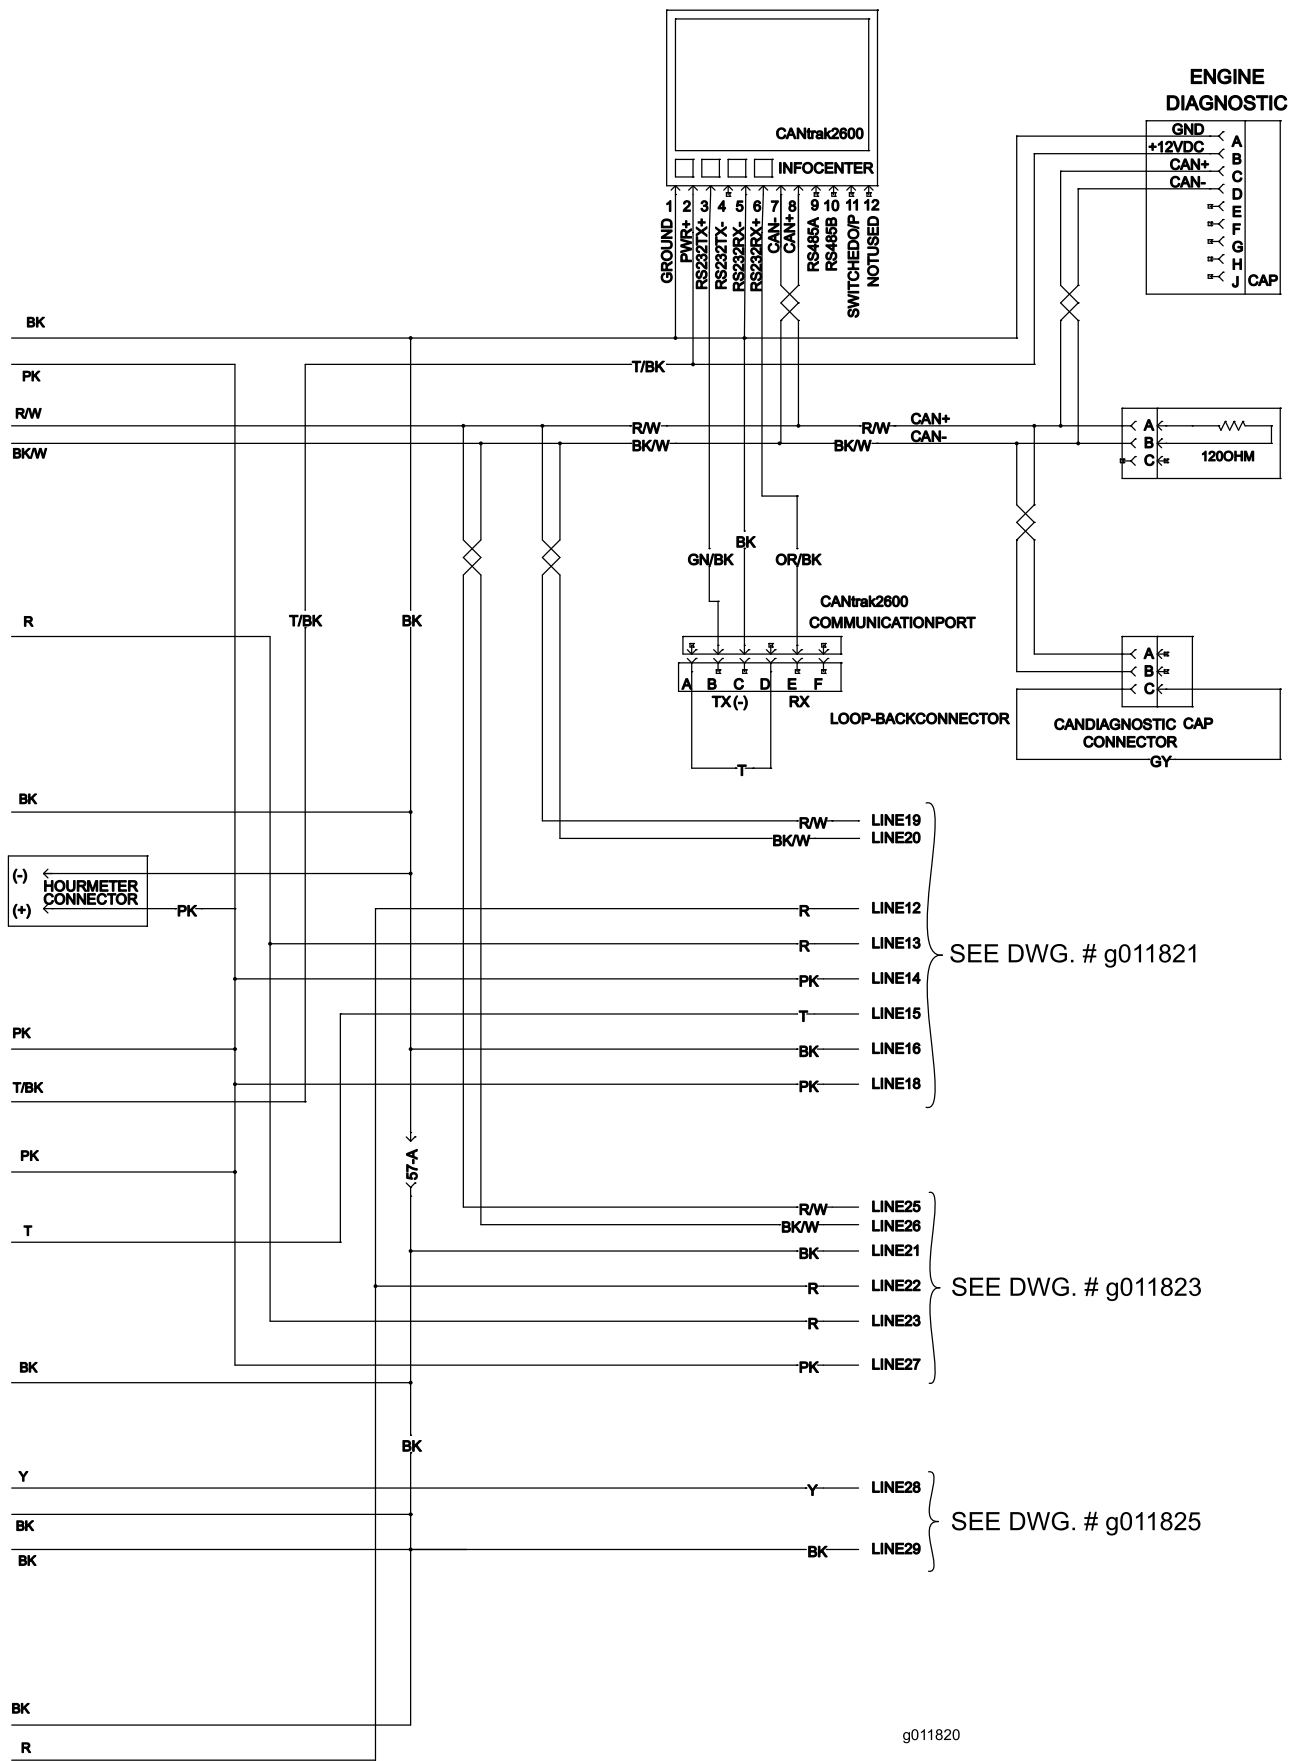 ENGINE
DIAGNOSTIC
CANtrak2600
INFOCENTER
GND
+12VDC
CAN+
CAN-
A
B
C
D
E
F
G
H
J
CAP
1
2
3
4
5
6
7
8
9
10
11
12
GROUND
PWR+
RS232TX+
RS232TX-
RS232RX-
RS232RX+
CAN-
CAN+
RS485A
RS485B
SWITCHEDO/P
NOTUSED
BK
PK
T/BK
R/W
R/W
R/W
CAN+
BK/W
BK/W
BK/W
CAN-
A
B
C
120OHM
GN/BK
BK
OR/BK
CANtrak2600
COMMUNICATIONPORT
R
T/BK
BK
A
B
C
D
E
F
TX
(-)
RX
LOOP-BACKCONNECTOR
T
A
B
C
CANDIAGNOSTIC
CONNECTOR
CAP
GY
BK
R/W
LINE19
BK/W
LINE20
(-)
HOURMETER
CONNECTOR
(+)
PK
R
LINE12
R
LINE13
SEE DWG. # g011821
PK
LINE14
T
LINE15
PK
BK
LINE16
T/BK
PK
LINE18
PK
57-A
R/W
LINE25
BK/W
LINE26
T
BK
LINE21
R
LINE22
SEE DWG. # g011823
R
LINE23
BK
PK
LINE27
BK
Y
Y
LINE28
BK
SEE DWG. # g011825
BK
BK
LINE29
BK
R
g011820